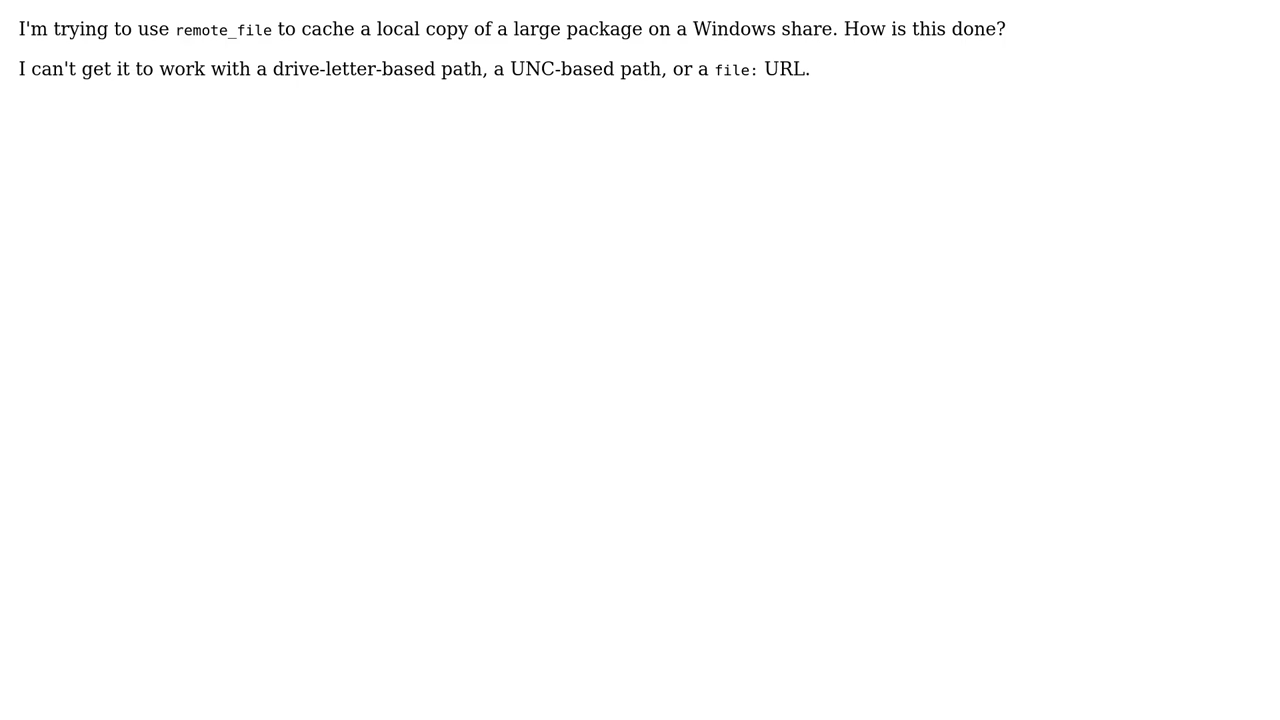 I'm trying to use remote_file to cache a local copy of a large package on a Windows share. How is this done?
I can't get it to work with a drive-letter-based path, a UNC-based path, or a file: URL.